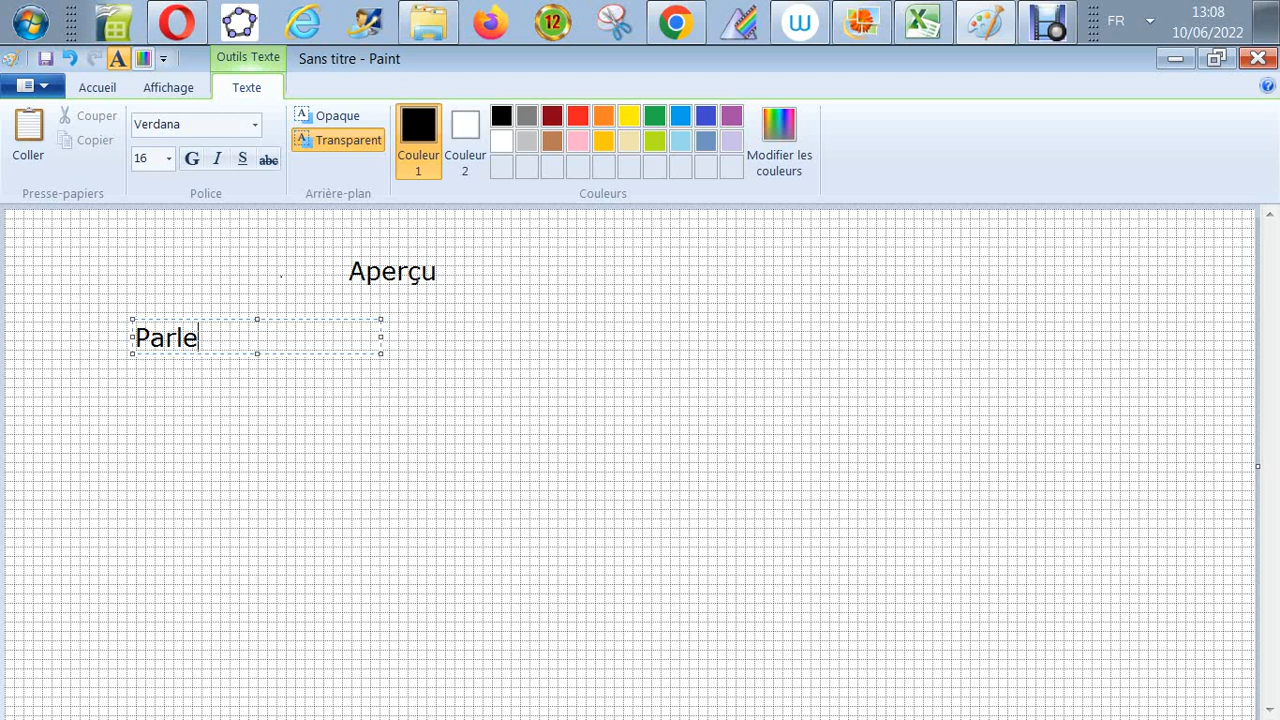 12
W
FR
13:08
10/06/2022
A
Outils Texte
Sans titre - Paint
Accueil
Affichage
Texte
Coller
Couper
Copier
Presse-papiers
Verdana
16
G I S abc
Police
A Opaque
A Transparent
Arrière-plan
Couleur 1
Couleur 2
Couleurs
Modifier les couleurs
Aperçu
Parle